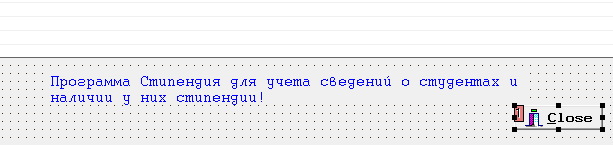 Программа Стипендия для учета сведений о студентах и
наличии у них стипендии!
Close